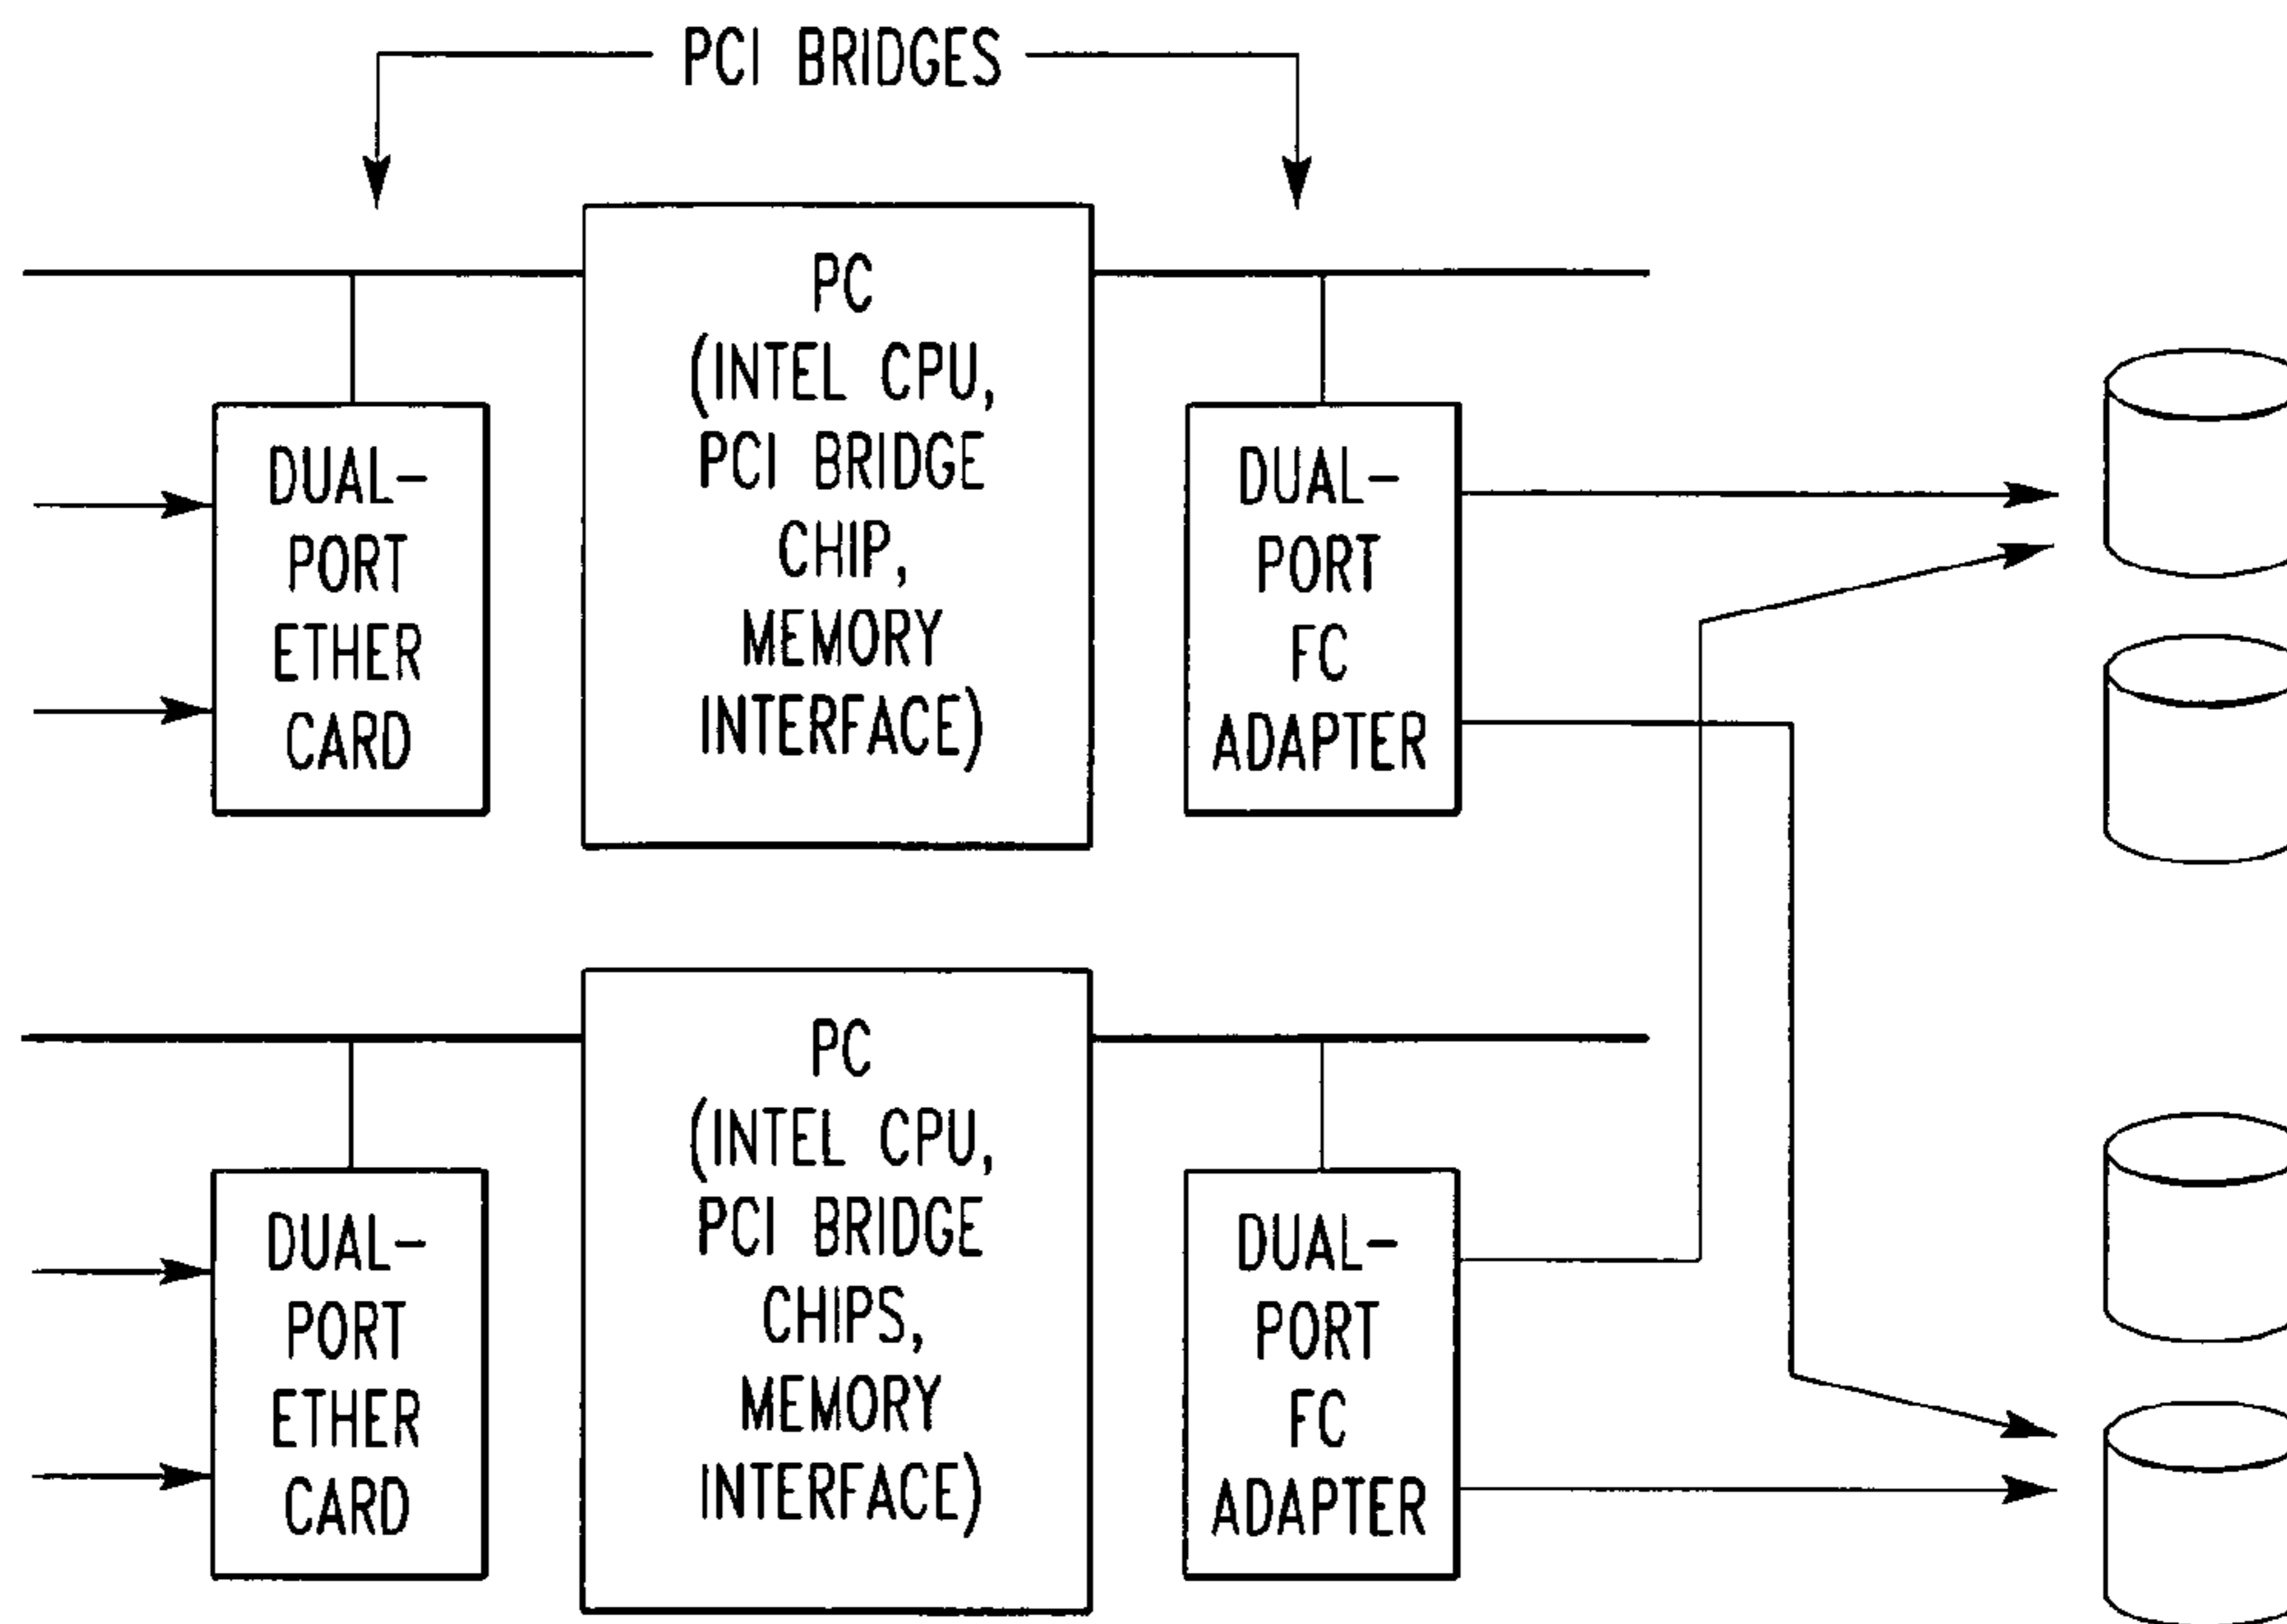 PCI BRIDGES
PC
(INTEL CPU,
PCI BRIDGE
CHIP,
MEMORY
INTERFACE)
DUAL-
PORT
ETHER
CARD
DUAL-
PORT
FC
ADAPTER
PC
(INTEL CPU,
PCI BRIDGE
CHIPS,
MEMORY
INTERFACE)
DUAL-
PORT
ETHER
CARD
DUAL-
PORT
FC
ADAPTER